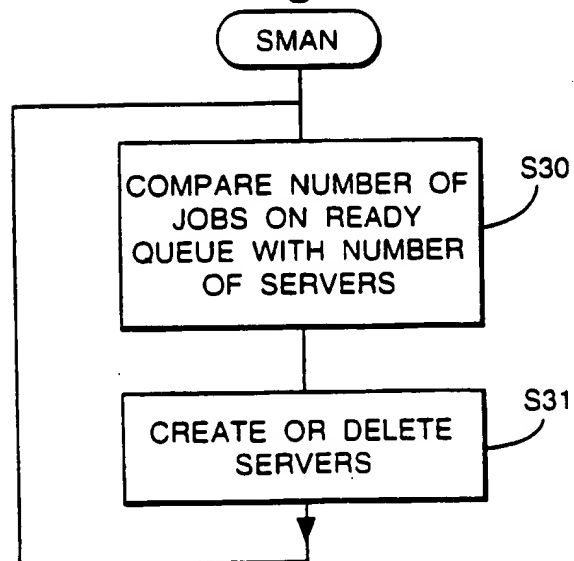 SMAN
COMPARE NUMBER OF
JOBS ON READY
QUEUE WITH NUMBER
OF SERVERS
S30
CREATE OR DELETE
SERVERS
S31